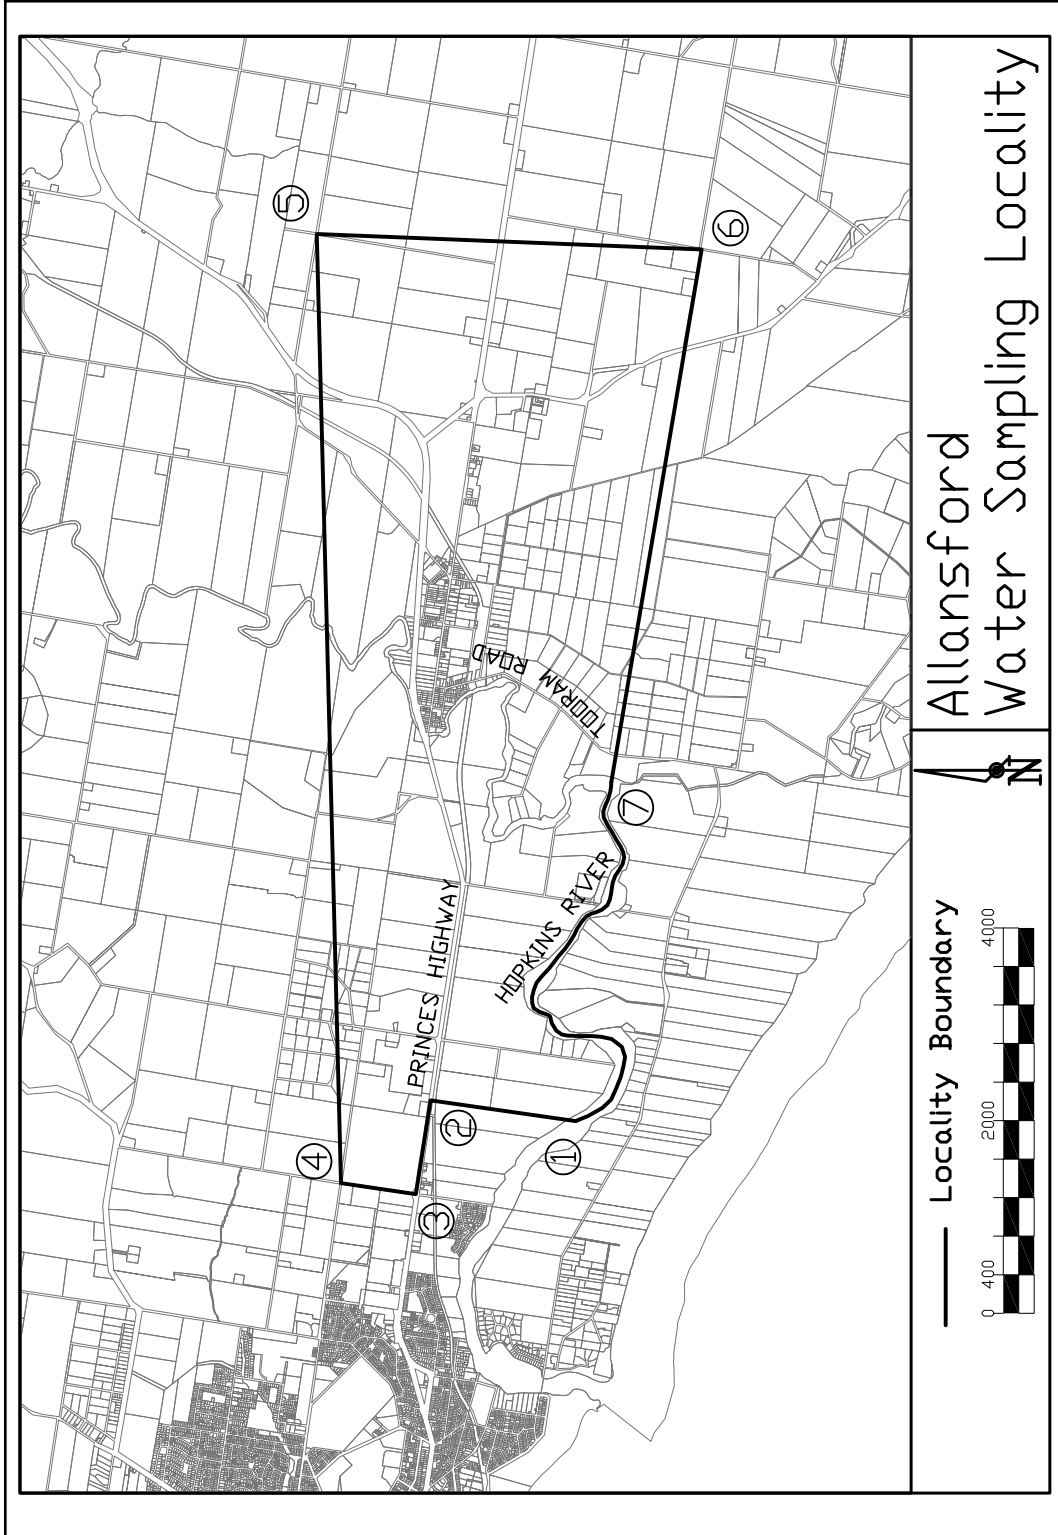 Allansford
Water Sampling Locality
N
Locality Boundary
0 400 2000 4000
PRINCES HIGHWAY
HOPKINS RIVER
TOORAM ROAD
1
2
3
4
5
6
7